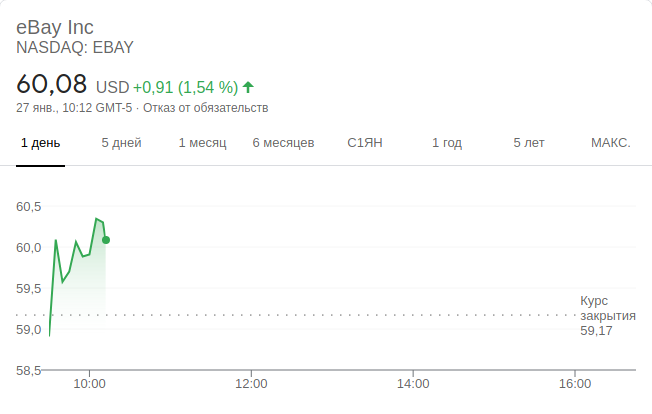 eBay Inc
NASDAQ: EBAY
60,08 USD +0,91 (1,54 %)
27 янв., 10:12 GMT-5 · Отказ от обязательств
1 день 5 дней 1 месяц 6 месяцев С1ЯН 1 год 5 лет МАКС.
60,5
60,0
59,5
59,0
58,5
Курс
закрытия
59,17
10:00 12:00 14:00 16:00